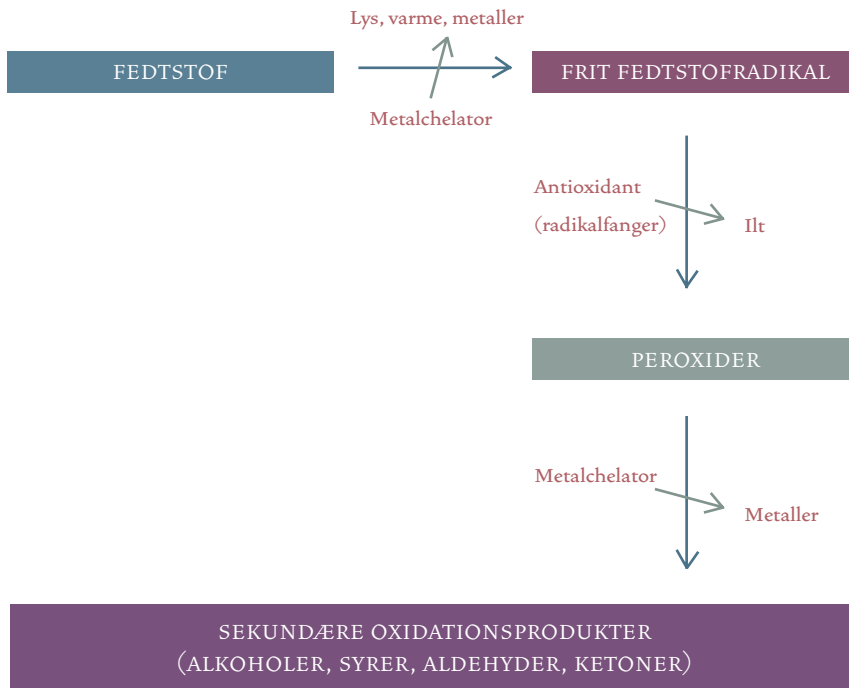 Lys, varme, metaller
FEDTSTOF
FRIT FEDTSTOFRADIKAL
Metalchelator
Antioxidant
(radikalfanger)
Ilt
PEROXIDER
Metalchelator
Metaller
SEKUNDÆRE OXIDATIONSPRODUKTER
(ALKOHOLER, SYRER, ALDEHYDER, KETONER)